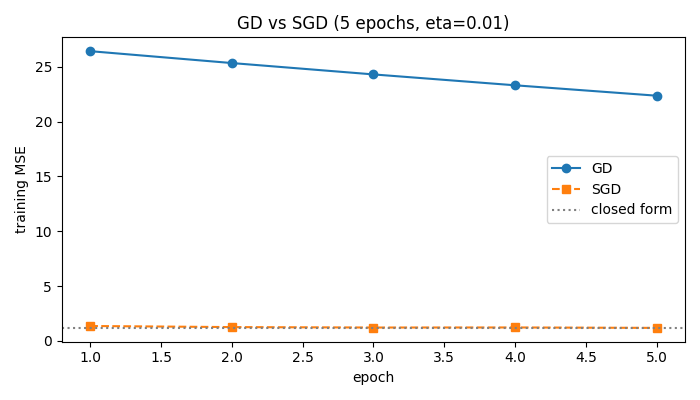 GD vs SGD (5 epochs, eta=0.01)
training MSE
25
20
15
10
5
0
GD
SGD
closed form
1.0 1.5 2.0 2.5 3.0 3.5 4.0 4.5 5.0
epoch